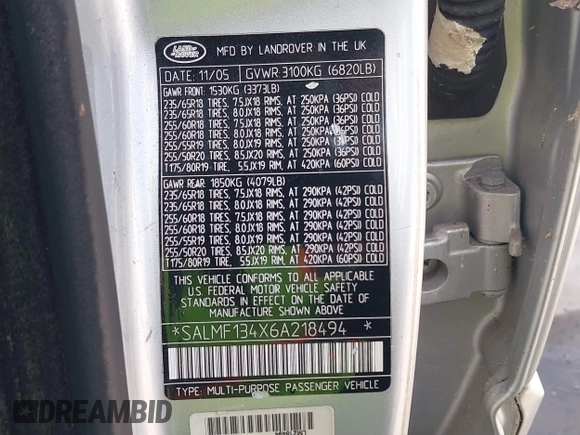 LAND ROVER
MFD BY LANDROVER IN THE UK
DATE: 11/05 GVWR: 3100KG (6820LB)
GAWR FRONT: 1530KG (3373LB)
235/65R18 TIRES, 7.5JX18 RIMS, AT 250KPA (36PSI) COLD
235/65R18 TIRES, 8.0JX18 RIMS, AT 250KPA (36PSI) COLD
255/60R18 TIRES, 7.5JX18 RIMS, AT 250KPA (36PSI) COLD
255/60R18 TIRES, 8.0JX18 RIMS, AT 250KPA (36PSI) COLD
255/55R19 TIRES, 8.0JX19 RIMS, AT 250KPA (36PSI) COLD
255/50R20 TIRES, 8.5JX20 RIMS, AT 250KPA (36PSI) COLD
T175/80R19 TIRE, 5.5JX19 RIM, AT 420KPA (60PSI) COLD
GAWR REAR: 1850KG (4079LB)
235/65R18 TIRES, 7.5JX18 RIMS, AT 290KPA (42PSI) COLD
235/65R18 TIRES, 8.0JX18 RIMS, AT 290KPA (42PSI) COLD
255/60R18 TIRES, 7.5JX18 RIMS, AT 290KPA (42PSI) COLD
255/60R18 TIRES, 8.0JX18 RIMS, AT 290KPA (42PSI) COLD
255/55R19 TIRES, 8.0JX19 RIMS, AT 290KPA (42PSI) COLD
255/50R20 TIRES, 8.5JX20 RIMS, AT 290KPA (42PSI) COLD
T175/80R19 TIRE, 5.5JX19 RIM, AT 420KPA (60PSI) COLD
THIS VEHICLE CONFORMS TO ALL APPLICABLE
U.S. FEDERAL MOTOR VEHICLE SAFETY
STANDARDS IN EFFECT ON THE DATE OF
MANUFACTURE SHOWN ABOVE.
*SALMF134X6A218494 *
TYPE: MULTI-PURPOSE PASSENGER VEHICLE
DREAMBID